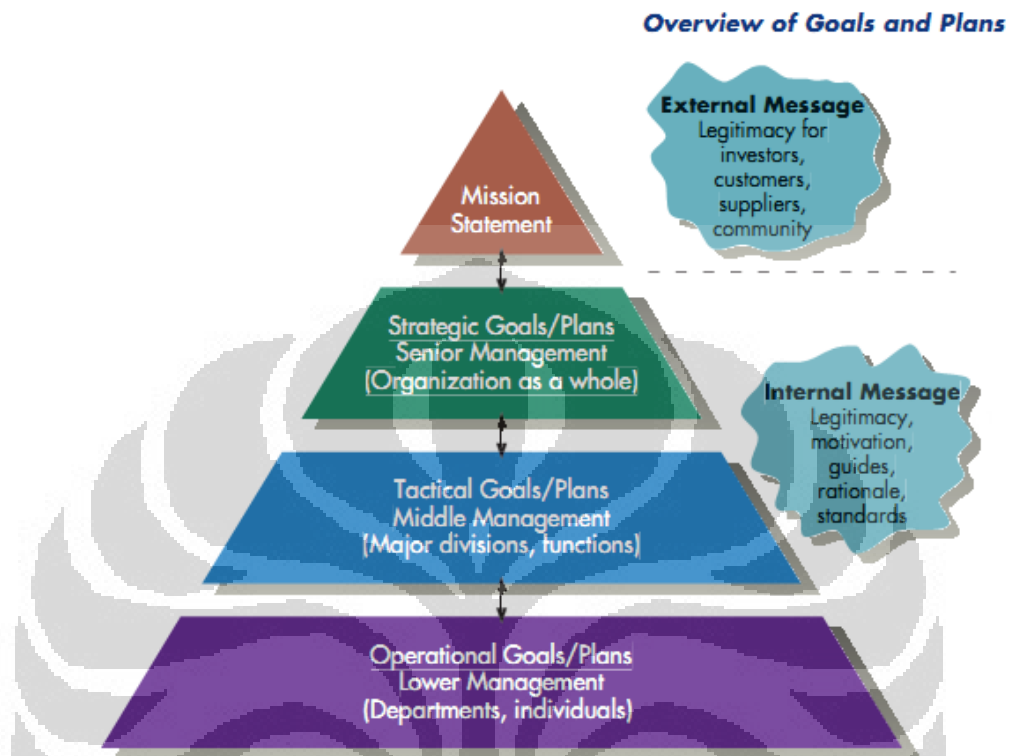 Overview of Goals and Plans
External Message
Legitimacy for
investors,
customers,
suppliers,
community
Mission
Statement
Strategic Goals/Plans
Senior Management
(Organization as a whole)
Internal Message
Legitimacy,
motivation,
guides,
rationale,
standards
Tactical Goals/Plans
Middle Management
(Major divisions, functions)
Operational Goals/Plans
Lower Management
(Departments, individuals)